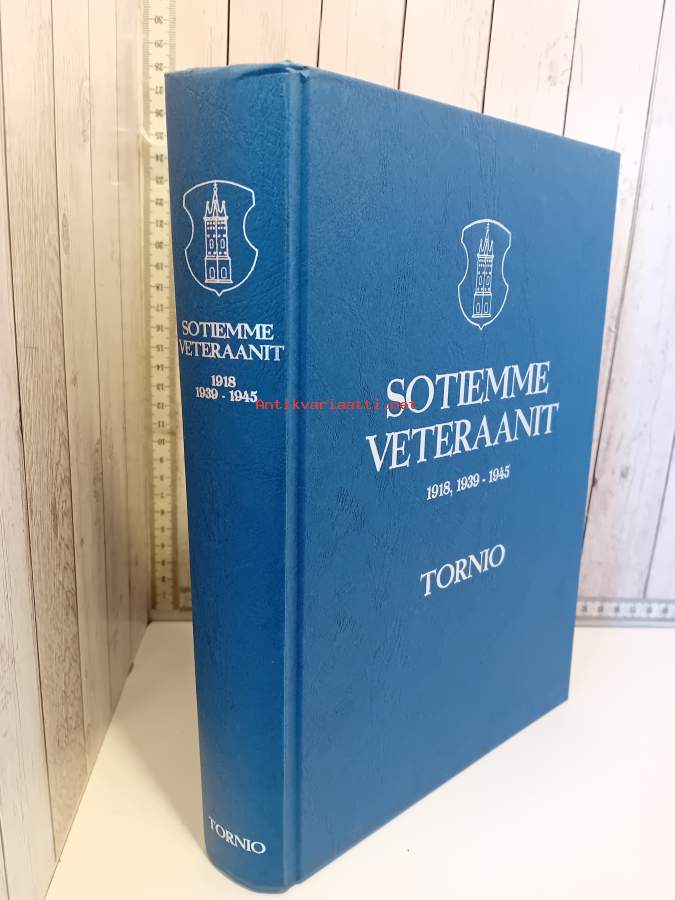 SOTIEMME
VETERAANIT
1918
1939 - 1945
TORNIO
SOTIEMME
VETERAANIT
1918, 1939 - 1945
TORNIO
Antikvariaatti.net